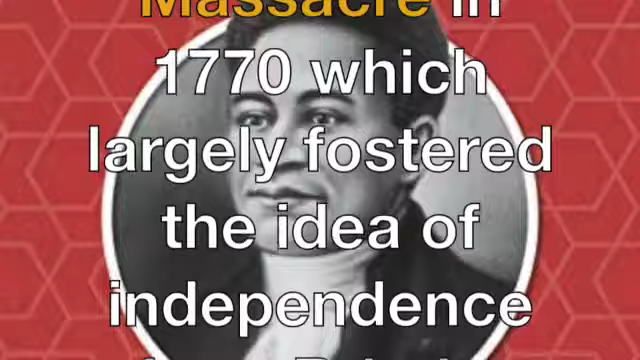 Massacre in
1770 which
largely fostered
the idea of
independence